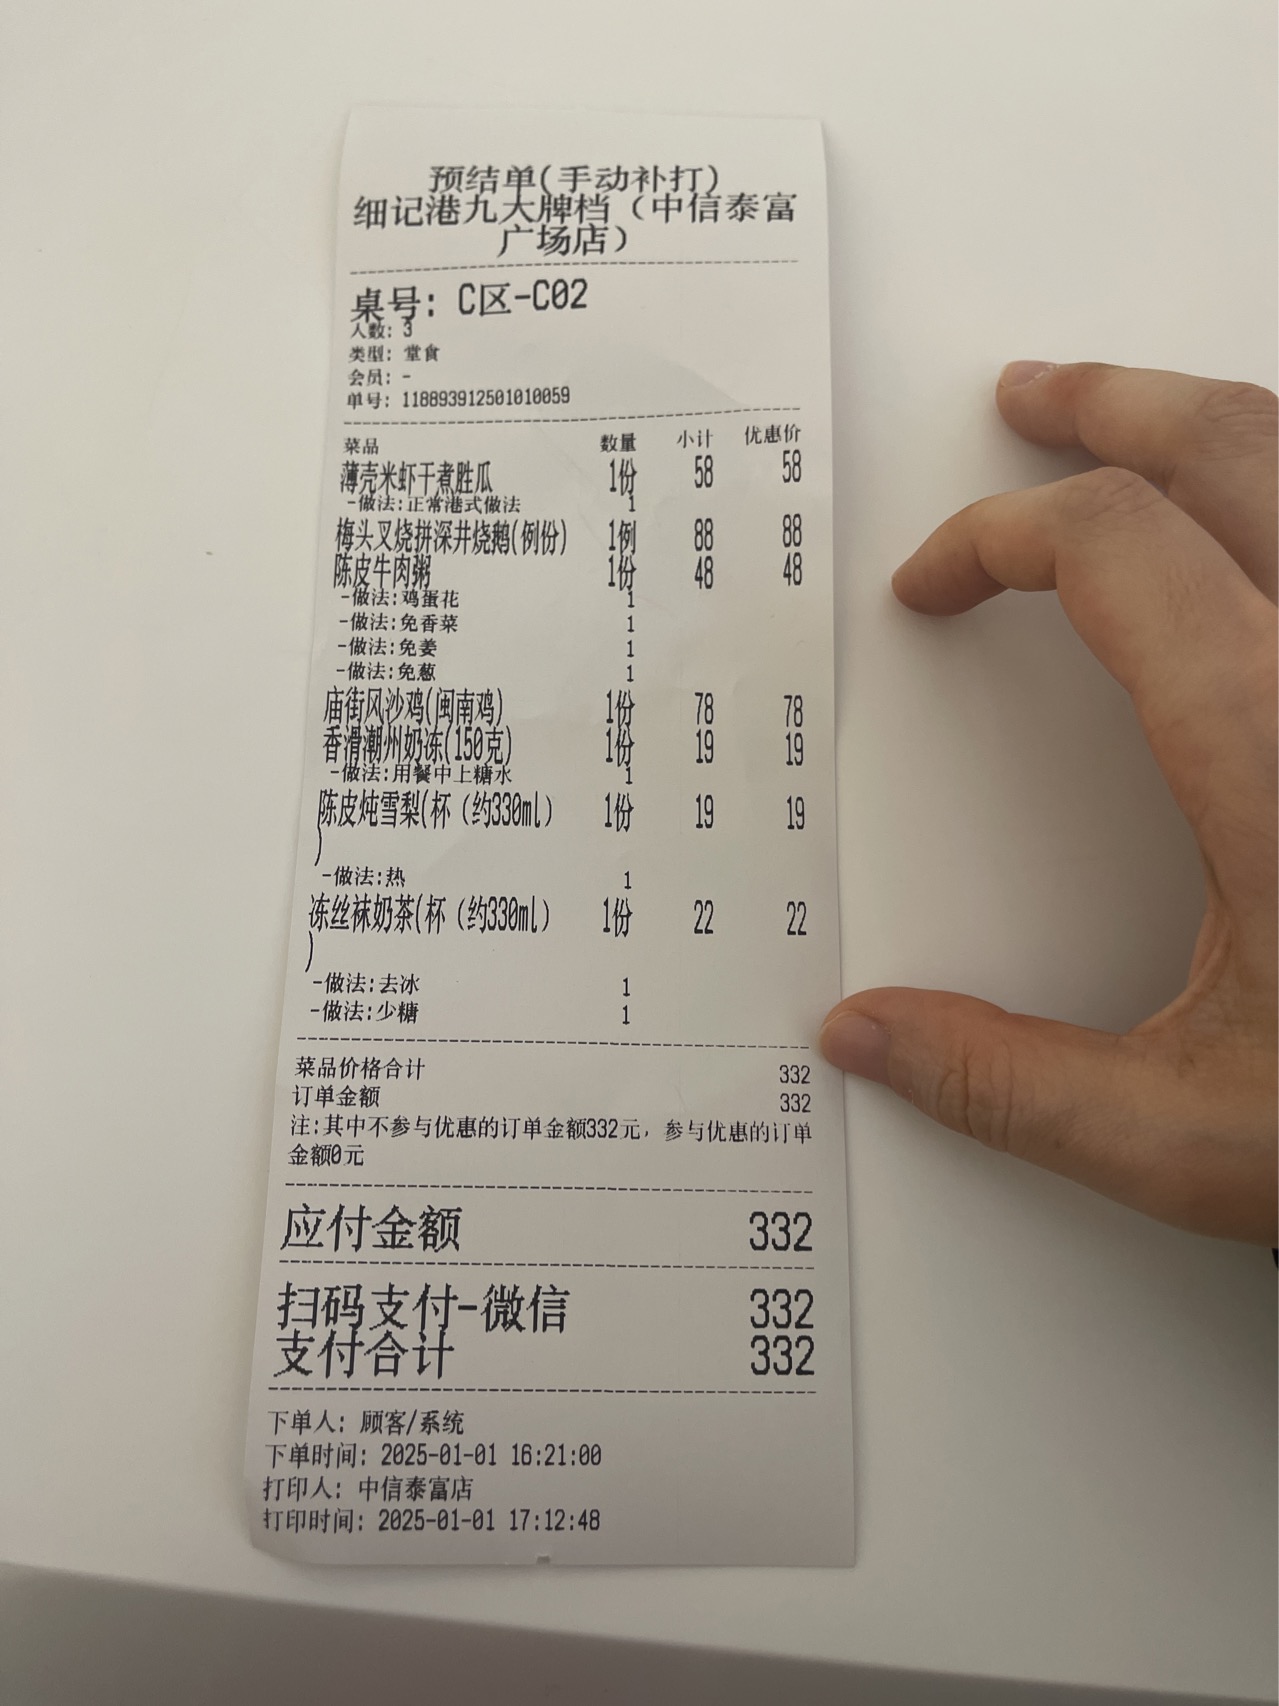 预结单(手动补打)
细记港九大牌档（中信泰富
广场店）
桌号: C区-C02
人数: 3
类型: 堂食
会员: -
单号: 118893912501010059
菜品 数量 小计 优惠价
薄壳米虾干煮胜瓜 1份 58 58
-做法:正常港式做法 1
梅头叉烧拼深井烧鹅(例份) 1例 88 88
陈皮牛肉粥 1份 48 48
-做法:鸡蛋花 1
-做法:免香菜 1
-做法:免姜 1
-做法:免葱 1
庙街风沙鸡(闽南鸡) 1份 78 78
香滑潮州奶冻(150克) 1份 19 19
-做法:用餐中上糖水 1
陈皮炖雪梨(杯（约330ml） 1份 19 19
)
-做法:热 1
冻丝袜奶茶(杯（约330ml） 1份 22 22
)
-做法:去冰 1
-做法:少糖 1
菜品价格合计 332
订单金额 332
注:其中不参与优惠的订单金额332元，参与优惠的订单
金额0元
应付金额 332
扫码支付-微信 332
支付合计 332
下单人: 顾客/系统
下单时间: 2025-01-01 16:21:00
打印人: 中信泰富店
打印时间: 2025-01-01 17:12:48